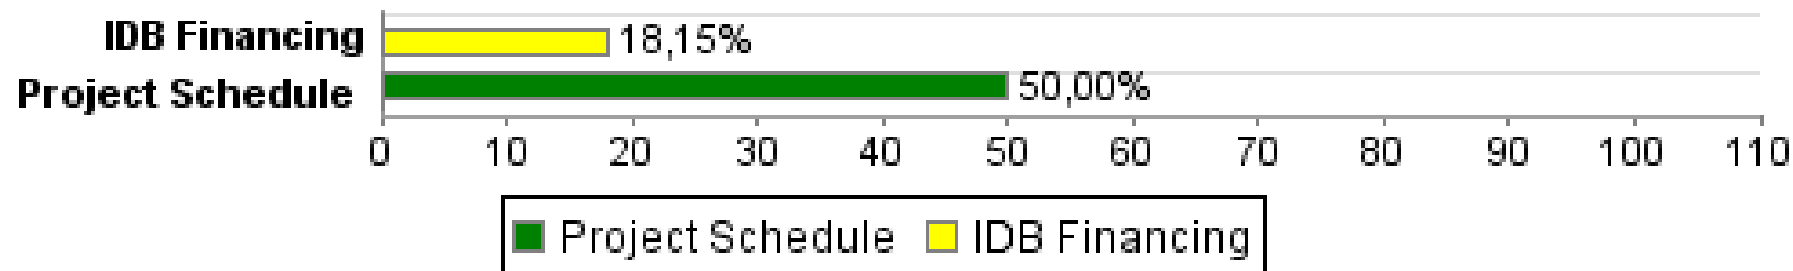 IDB Financing 18,15%
Project Schedule 50,00%
0 10 20 30 40 50 60 70 80 90 100 110
Project Schedule IDB Financing